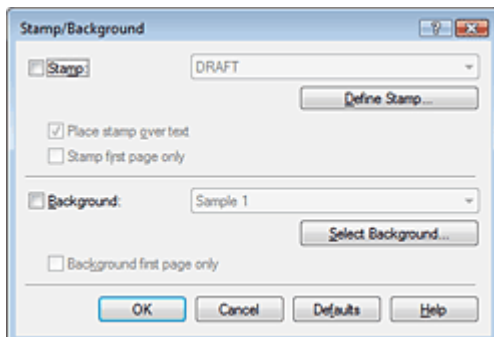 Stamp/Background
Stamp: DRAFT
Define Stamp...
Place stamp over text
Stamp first page only
Background: Sample 1
Select Background...
Background first page only
OK Cancel Defaults Help